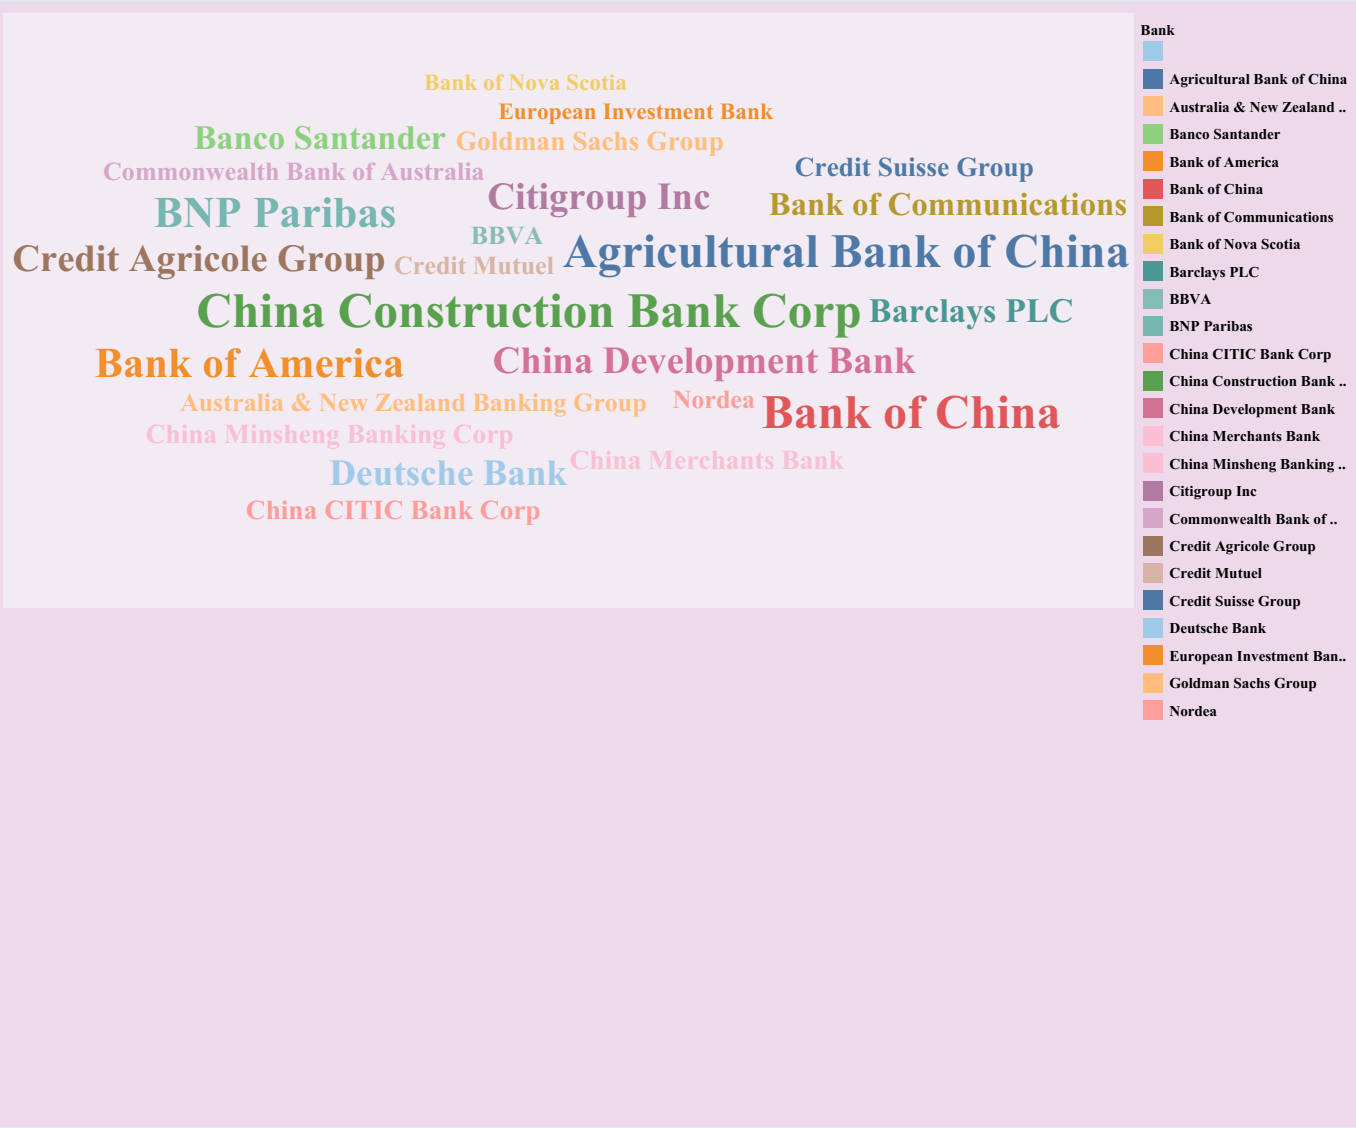 Bank of Nova Scotia
European Investment Bank
Banco Santander
Goldman Sachs Group
Commonwealth Bank of Australia
Credit Suisse Group
BNP Paribas
Citigroup Inc
Bank of Communications
BBVA
Credit Agricole Group
Credit Mutuel
Agricultural Bank of China
China Construction Bank Corp
Barclays PLC
Bank of America
China Development Bank
Australia & New Zealand Banking Group
Nordea
Bank of China
China Minsheng Banking Corp
Deutsche Bank
China Merchants Bank
China CITIC Bank Corp
Bank
Agricultural Bank of China
Australia & New Zealand ..
Banco Santander
Bank of America
Bank of China
Bank of Communications
Bank of Nova Scotia
Barclays PLC
BBVA
BNP Paribas
China CITIC Bank Corp
China Construction Bank ..
China Development Bank
China Merchants Bank
China Minsheng Banking ..
Citigroup Inc
Commonwealth Bank of ..
Credit Agricole Group
Credit Mutuel
Credit Suisse Group
Deutsche Bank
European Investment Ban..
Goldman Sachs Group
Nordea